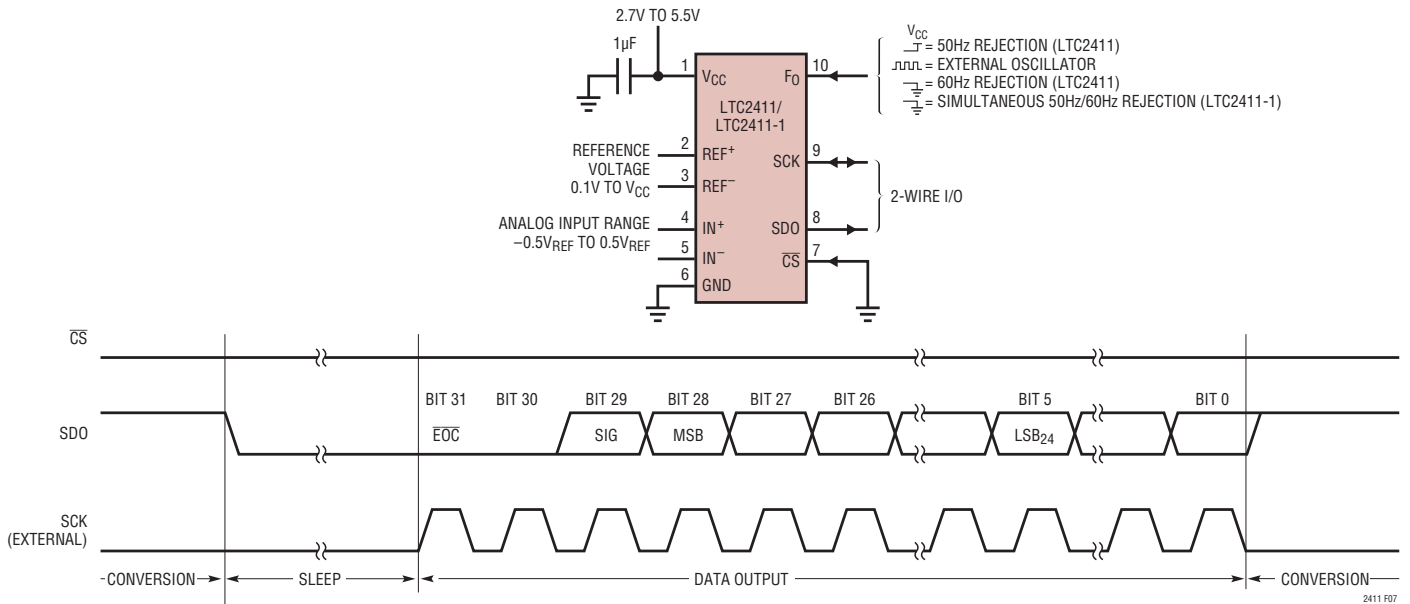 2.7V TO 5.5V
1µF
1
VCC
FO
10
LTC2411/
LTC2411-1
VCC
= 50Hz REJECTION (LTC2411)
= EXTERNAL OSCILLATOR
= 60Hz REJECTION (LTC2411)
= SIMULTANEOUS 50Hz/60Hz REJECTION (LTC2411-1)
REFERENCE
VOLTAGE
0.1V TO VCC
2
REF+
3
REF−
SCK
9
2-WIRE I/O
ANALOG INPUT RANGE
−0.5VREF TO 0.5VREF
4
IN+
5
IN−
SDO
8
CS
7
6
GND
CS
BIT 31
BIT 30
BIT 29
BIT 28
BIT 27
BIT 26
BIT 5
BIT 0
SDO
EOC
SIG
MSB
LSB24
SCK
(EXTERNAL)
CONVERSION
SLEEP
DATA OUTPUT
CONVERSION
2411 F07